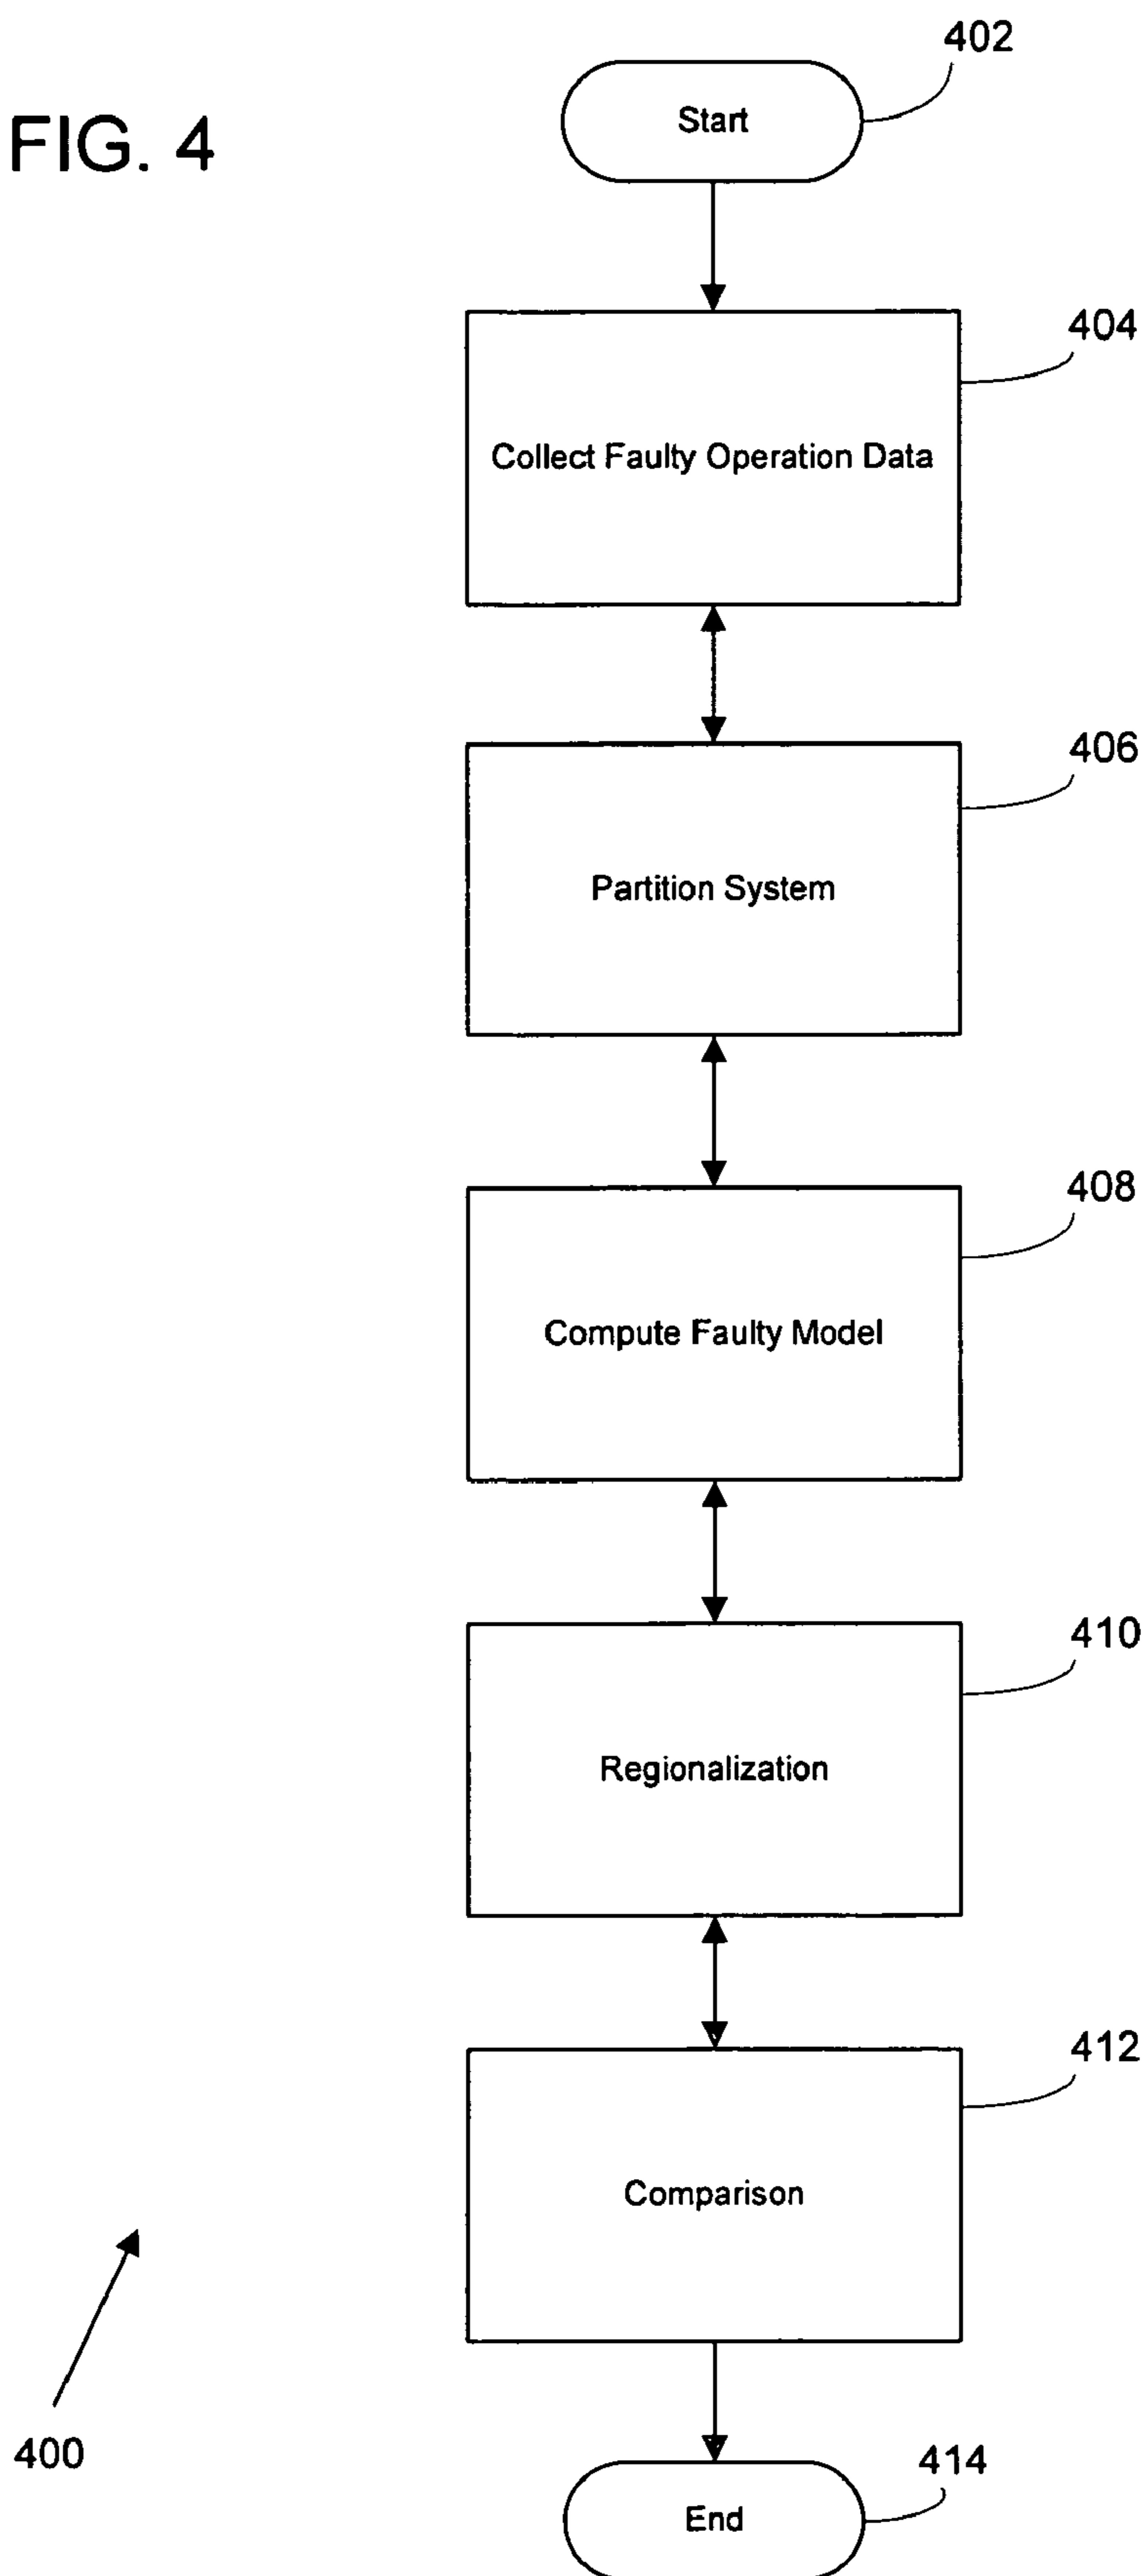 402
FIG. 4
Start
404
Collect Faulty Operation Data
406
Partition System
408
Compute Faulty Model
410
Regionalization
412
Comparison
400
414
End